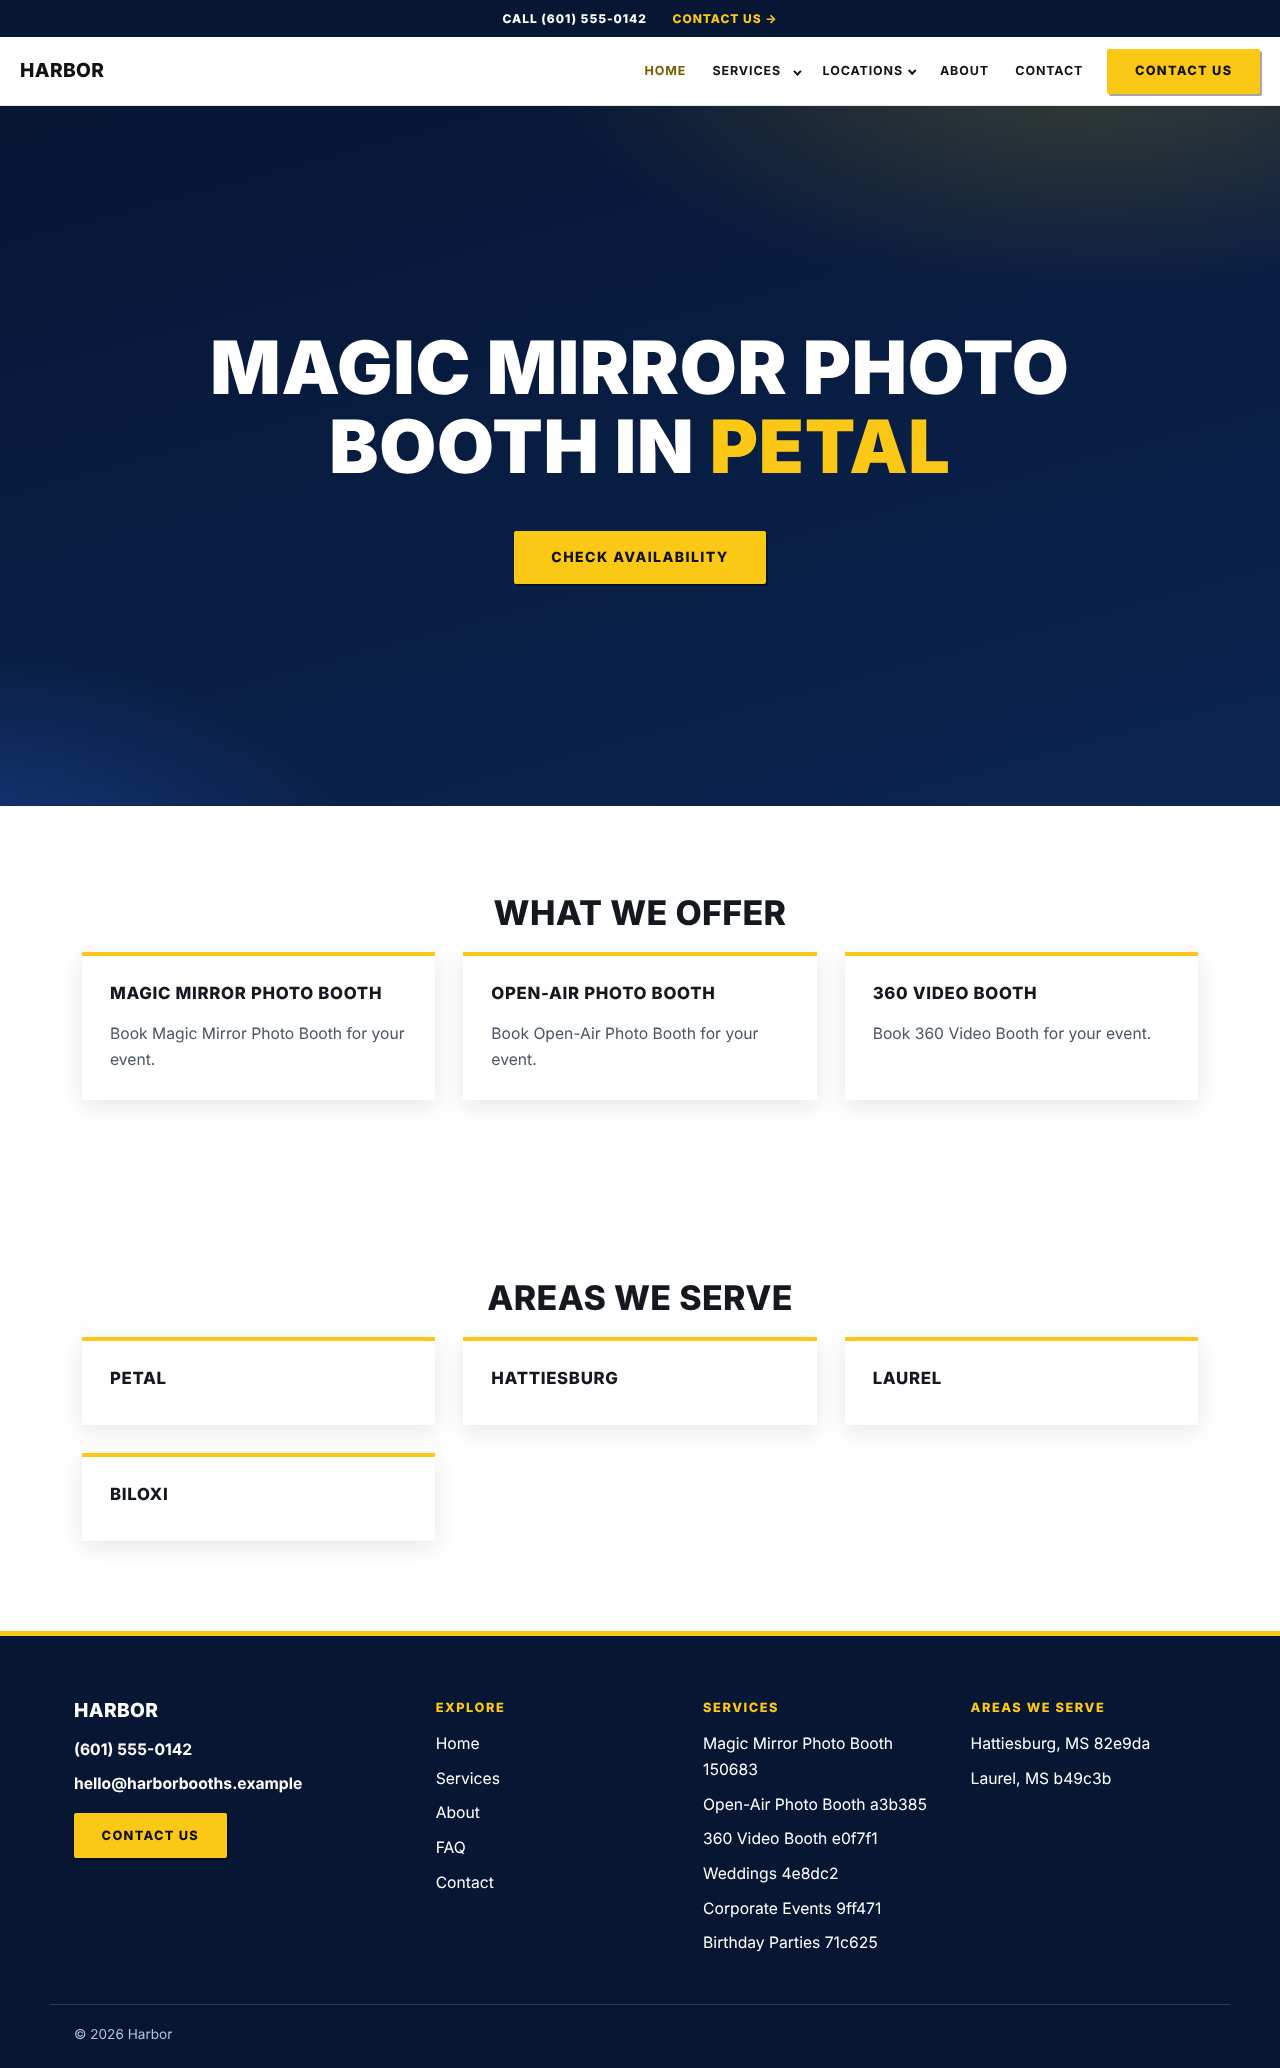 CALL (601) 555-0142 CONTACT US →
HARBOR
HOME SERVICES LOCATIONS ABOUT CONTACT CONTACT US
MAGIC MIRROR PHOTO
BOOTH IN PETAL
CHECK AVAILABILITY
WHAT WE OFFER
MAGIC MIRROR PHOTO BOOTH
Book Magic Mirror Photo Booth for your
event.
OPEN-AIR PHOTO BOOTH
Book Open-Air Photo Booth for your
event.
360 VIDEO BOOTH
Book 360 Video Booth for your event.
AREAS WE SERVE
PETAL
HATTIESBURG
LAUREL
BILOXI
HARBOR
(601) 555-0142
hello@harborbooths.example
CONTACT US
EXPLORE
Home
Services
About
FAQ
Contact
SERVICES
Magic Mirror Photo Booth
150683
Open-Air Photo Booth a3b385
360 Video Booth e0f7f1
Weddings 4e8dc2
Corporate Events 9ff471
Birthday Parties 71c625
AREAS WE SERVE
Hattiesburg, MS 82e9da
Laurel, MS b49c3b
© 2026 Harbor